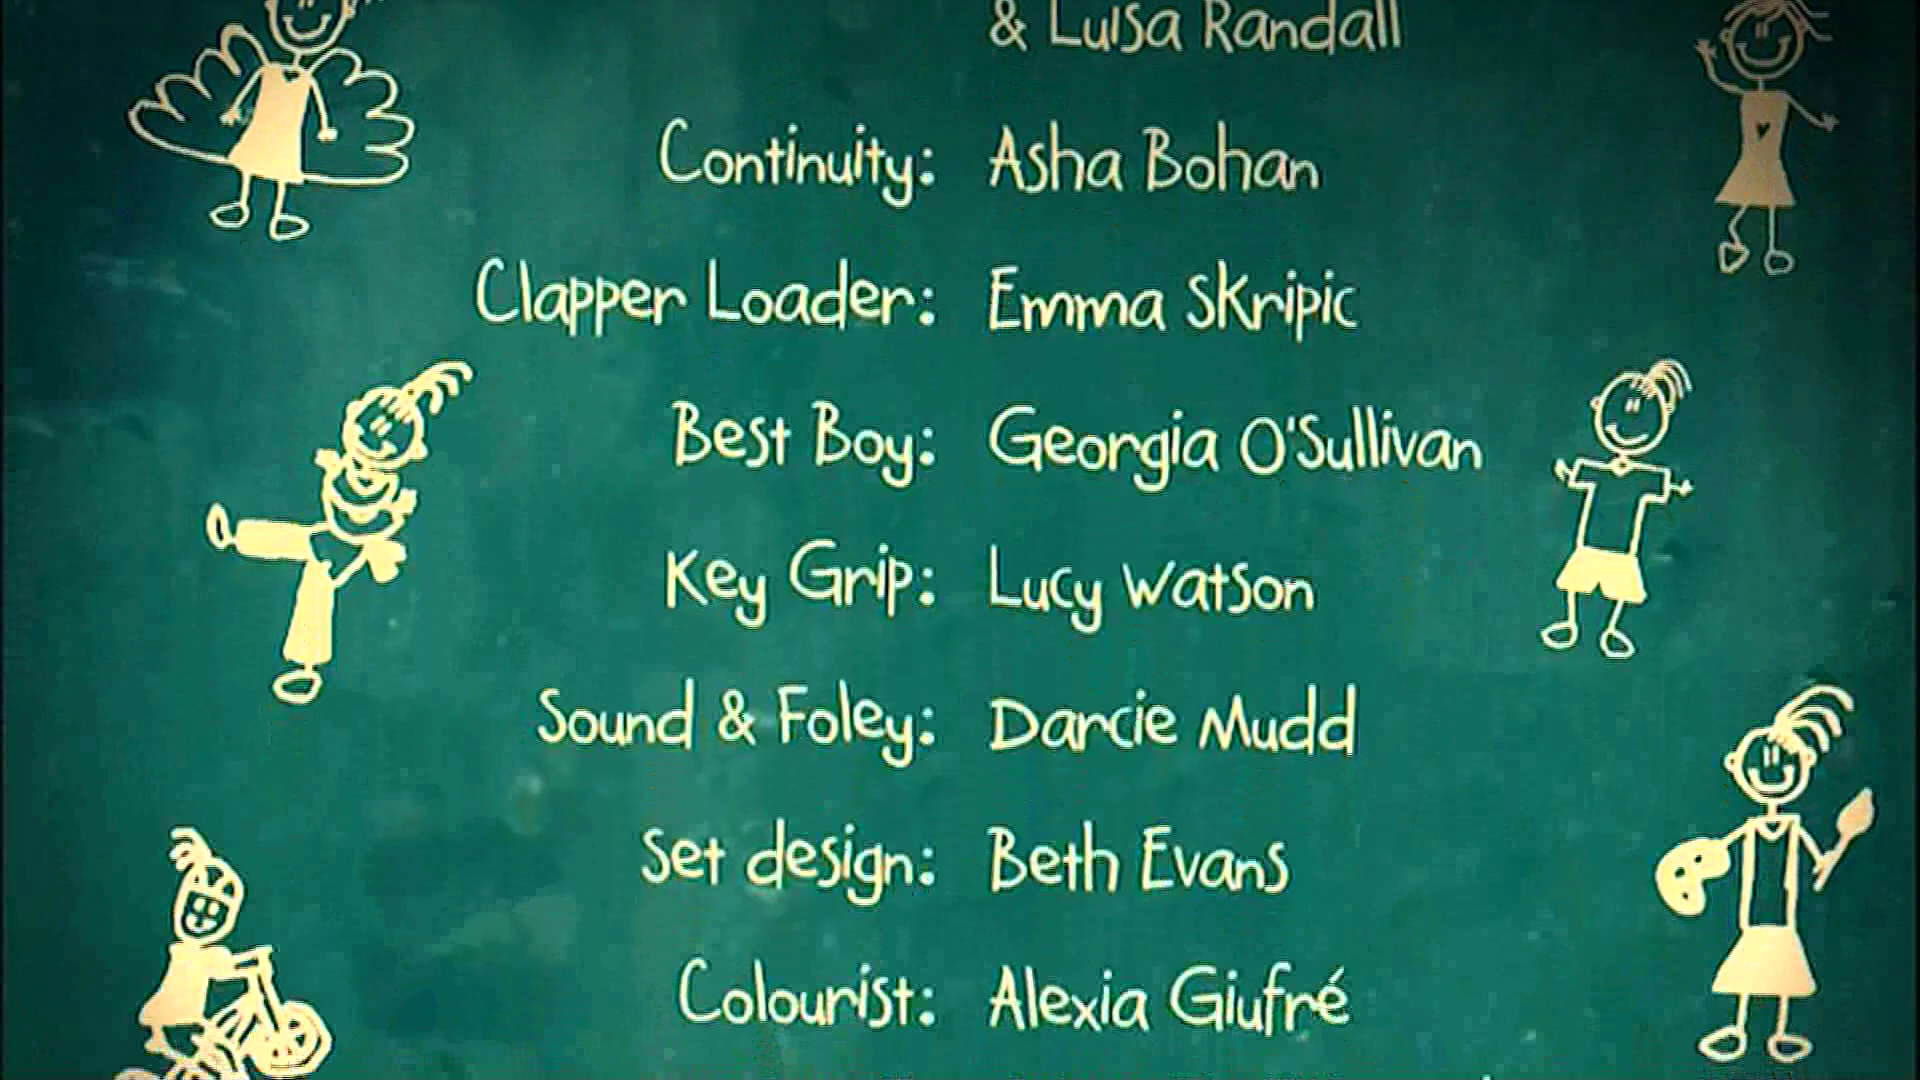 & Luisa Randall
Continuity: Asha Bohan
Clapper Loader: Emma Skripic
Best Boy: Georgia O'Sullivan
Key Grip: Lucy Watson
Sound & Foley: Darcie Mudd
Set design: Beth Evans
Colourist: Alexia Giufré